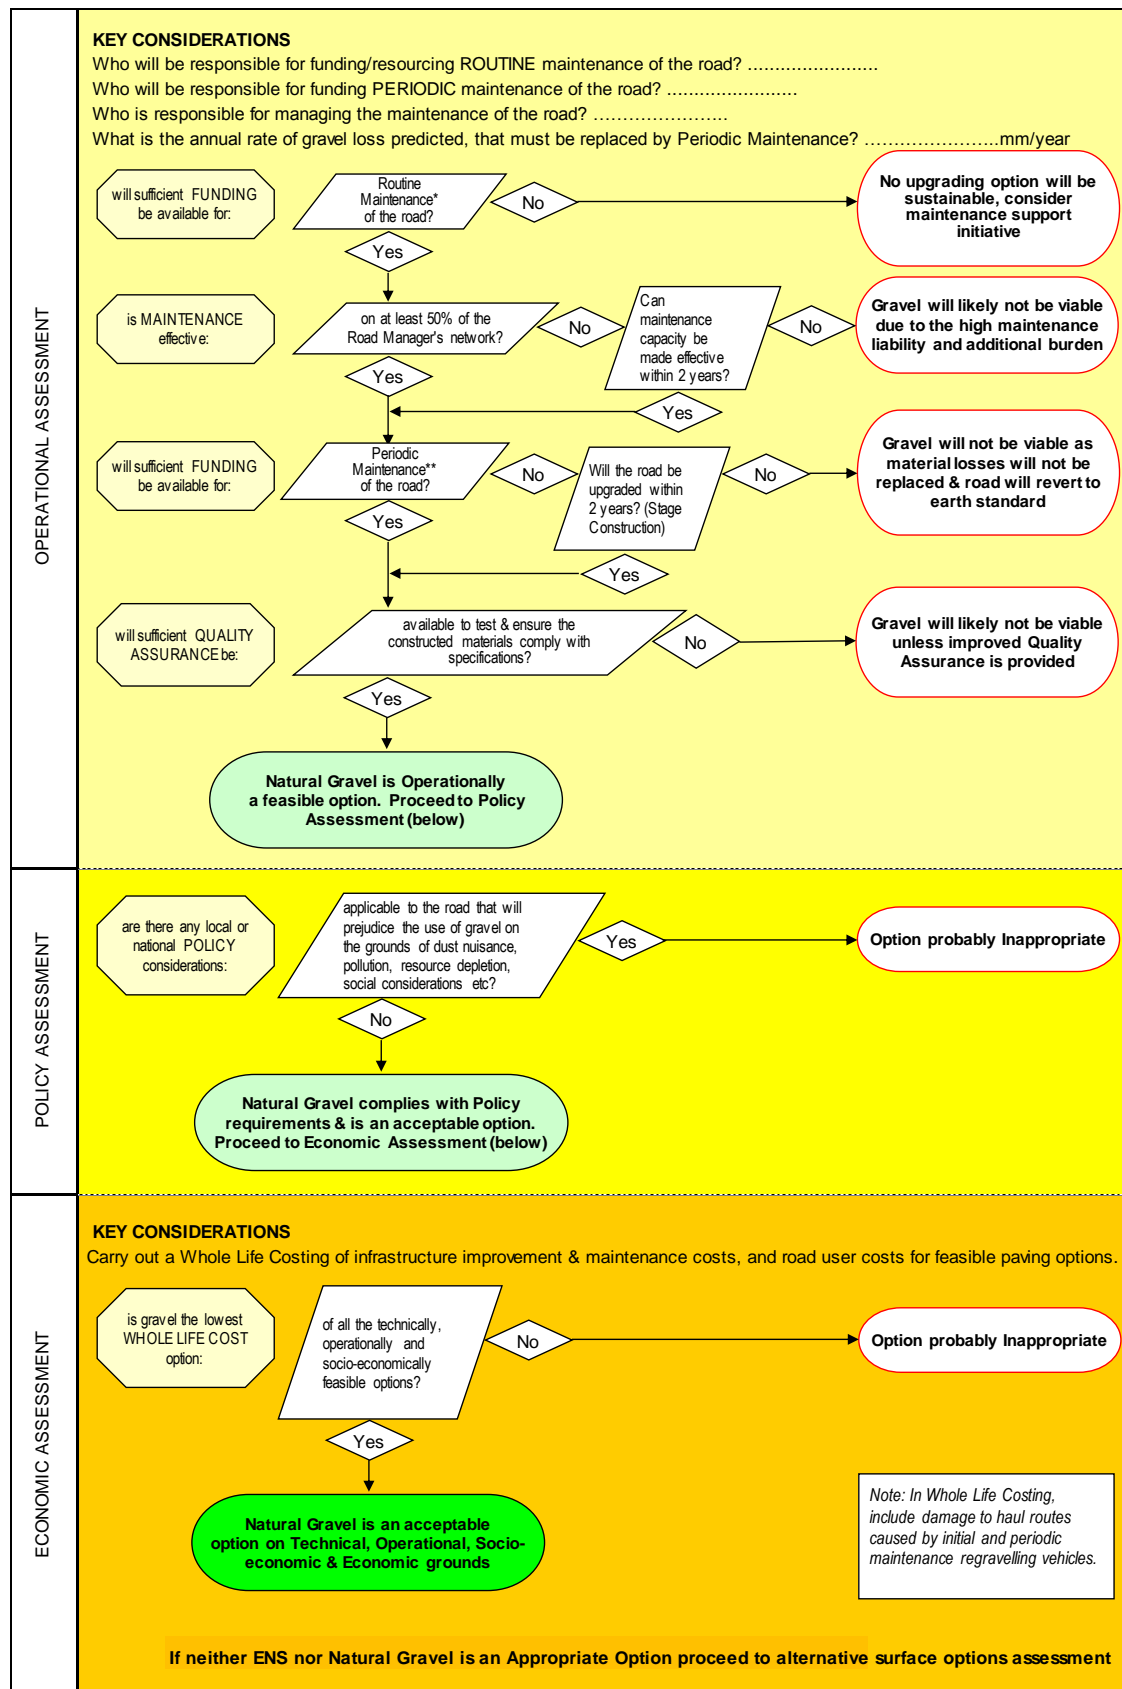 KEY CONSIDERATIONS
Who will be responsible for funding/resourcing ROUTINE maintenance of the road? ........................
Who will be responsible for funding PERIODIC maintenance of the road? ........................
Who is responsible for managing the maintenance of the road? ........................
What is the annual rate of gravel loss predicted, that must be replaced by Periodic Maintenance? ........................mm/year
OPERATIONAL ASSESSMENT
will sufficient FUNDING
be available for:
Routine
Maintenance*
of the road?
No
No upgrading option will be
sustainable, consider
maintenance support
initiative
Yes
is MAINTENANCE
effective:
on at least 50% of the
Road Manager's network?
No
Can
maintenance
capacity be
made effective
within 2 years?
No
Gravel will likely not be viable
due to the high maintenance
liability and additional burden
Yes
Yes
will sufficient FUNDING
be available for:
Periodic
Maintenance**
of the road?
No
Will the road be
upgraded within
2 years? (Stage
Construction)
No
Gravel will not be viable as
material losses will not be
replaced & road will revert to
earth standard
Yes
Yes
will sufficient QUALITY
ASSURANCE be:
available to test & ensure the
constructed materials comply with
specifications?
No
Gravel will likely not be viable
unless improved Quality
Assurance is provided
Yes
Natural Gravel is Operationally
a feasible option. Proceed to Policy
Assessment (below)
POLICY ASSESSMENT
are there any local or
national POLICY
considerations:
applicable to the road that will
prejudice the use of gravel on
the grounds of dust nuisance,
pollution, resource depletion,
social considerations etc?
Yes
Option probably Inappropriate
No
Natural Gravel complies with Policy
requirements & is an acceptable option.
Proceed to Economic Assessment (below)
ECONOMIC ASSESSMENT
KEY CONSIDERATIONS
Carry out a Whole Life Costing of infrastructure improvement & maintenance costs, and road user costs for feasible paving options.
is gravel the lowest
WHOLE LIFE COST
option:
of all the technically,
operationally and
socio-economically
feasible options?
No
Option probably Inappropriate
Yes
Natural Gravel is an acceptable
option on Technical, Operational, Socio-
economic & Economic grounds
Note: In Whole Life Costing,
include damage to haul routes
caused by initial and periodic
maintenance regravelling vehicles.
If neither ENS nor Natural Gravel is an Appropriate Option proceed to alternative surface options assessment